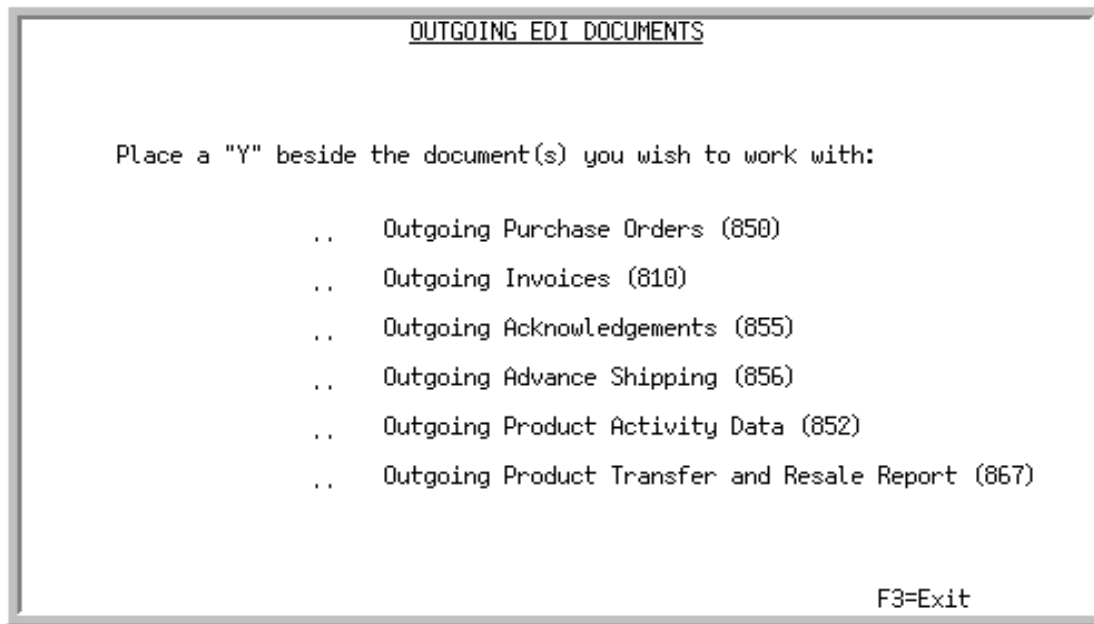 OUTGOING EDI DOCUMENTS
Place a "Y" beside the document(s) you wish to work with:
.. Outgoing Purchase Orders (850)
.. Outgoing Invoices (810)
.. Outgoing Acknowledgements (855)
.. Outgoing Advance Shipping (856)
.. Outgoing Product Activity Data (852)
.. Outgoing Product Transfer and Resale Report (867)
F3=Exit